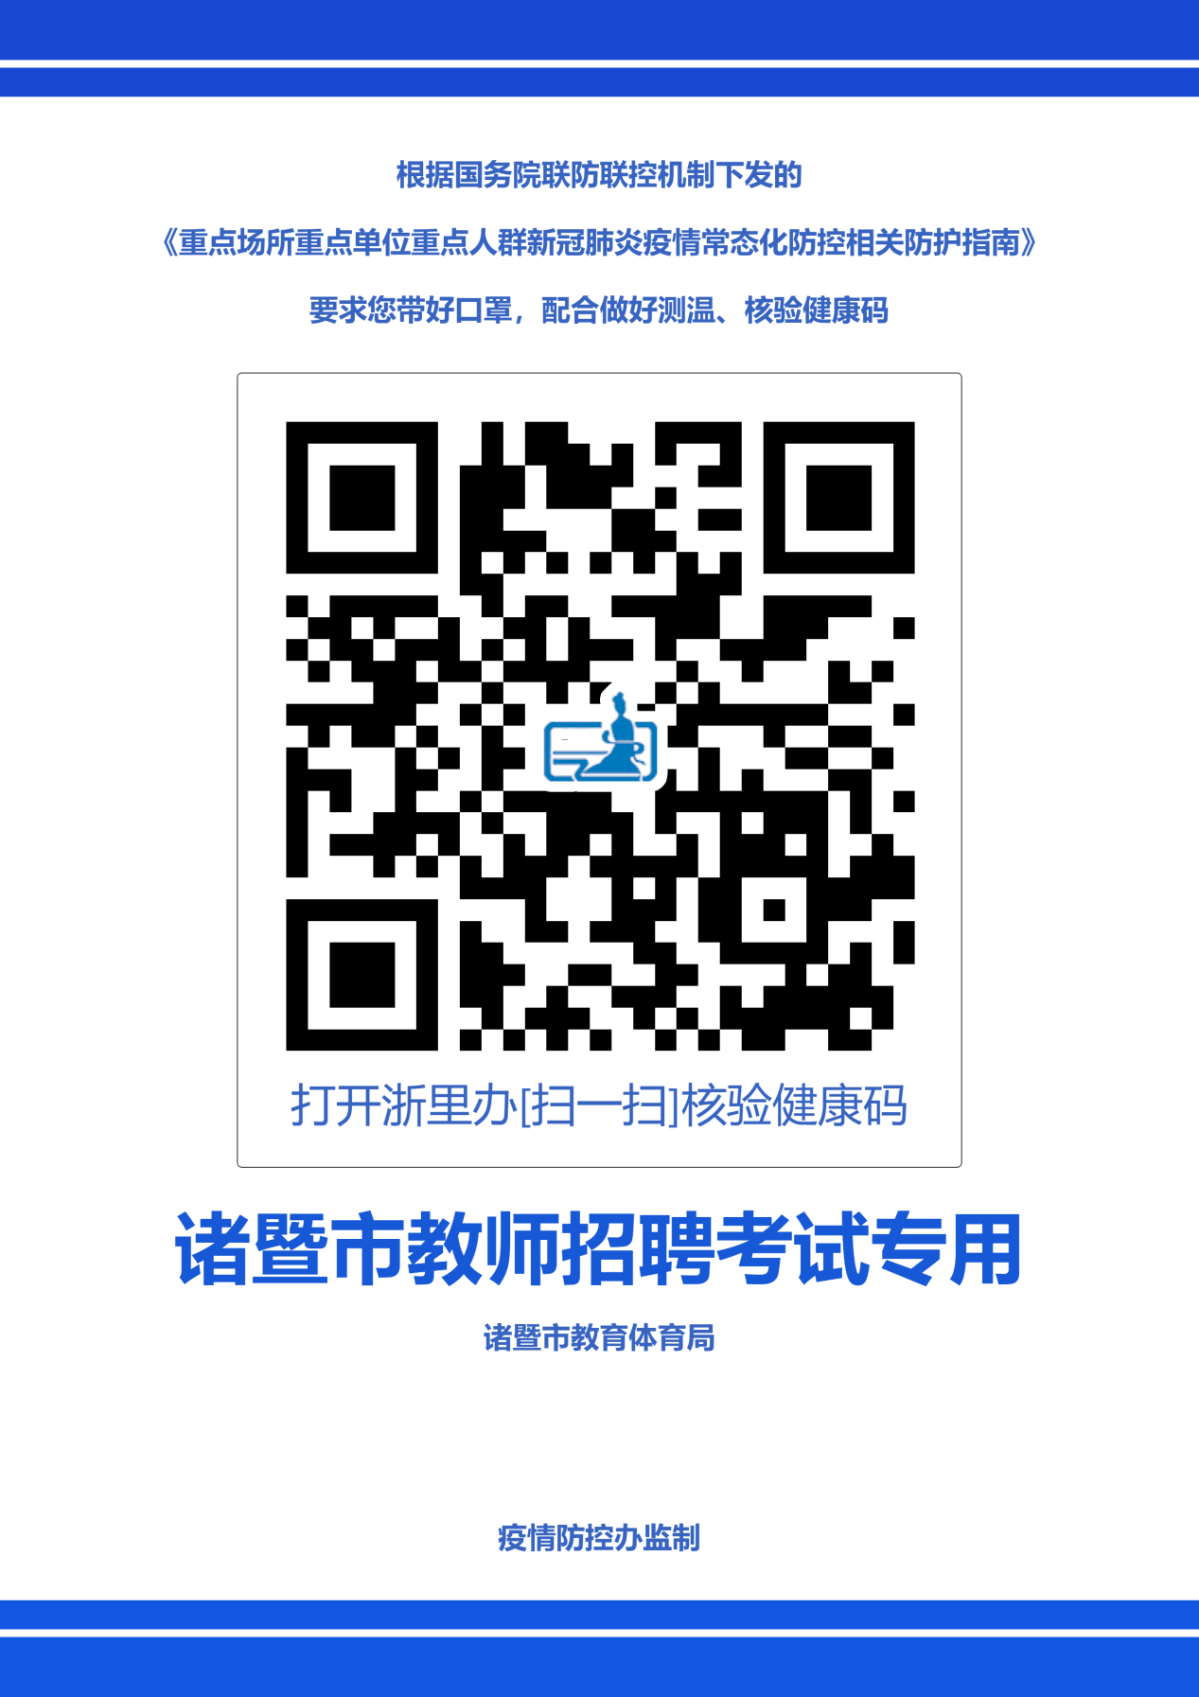 根据国务院联防联控机制下发的
《重点场所重点单位重点人群新冠肺炎疫情常态化防控相关防护指南》
要求您带好口罩，配合做好测温、核验健康码
打开浙里办[扫一扫]核验健康码
诸暨市教师招聘考试专用
诸暨市教育体育局
疫情防控办监制